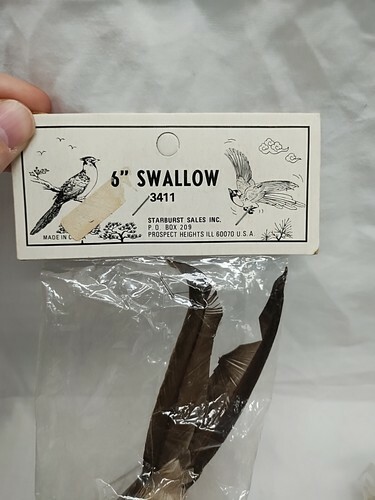 6" SWALLOW
3411
STARBURST SALES INC.
P.O. BOX 209
PROSPECT HEIGHTS ILL 60070 U.S.A
MADE IN